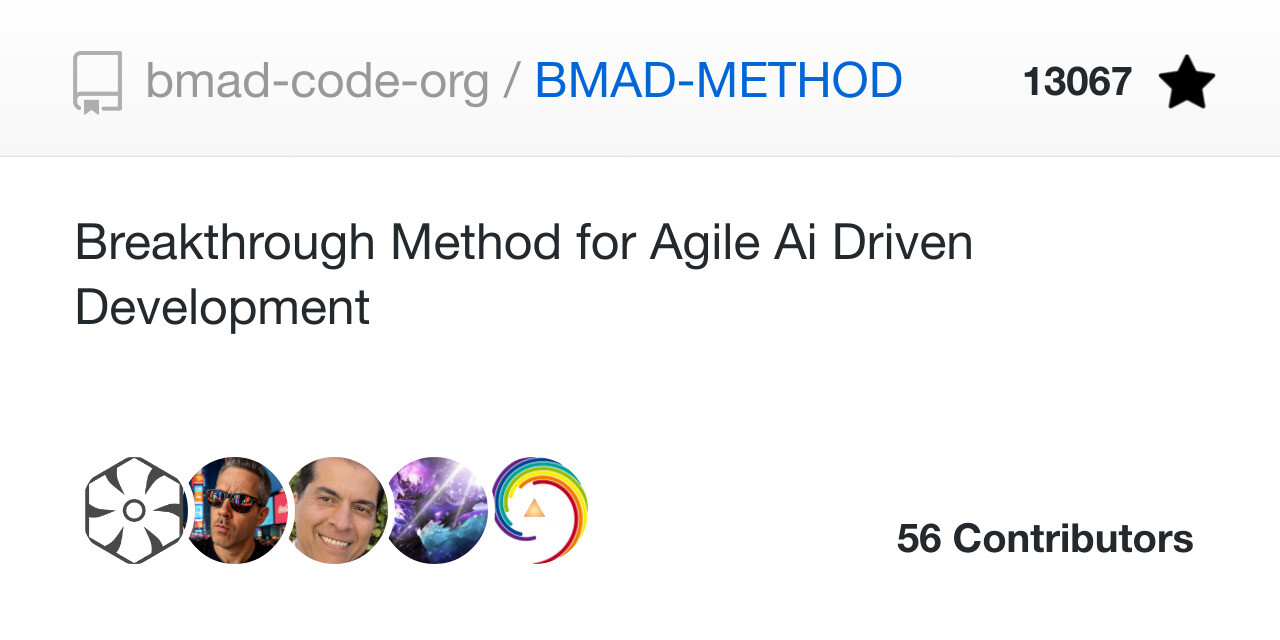 bmad-code-org / BMAD-METHOD 13067
Breakthrough Method for Agile Ai Driven
Development
56 Contributors